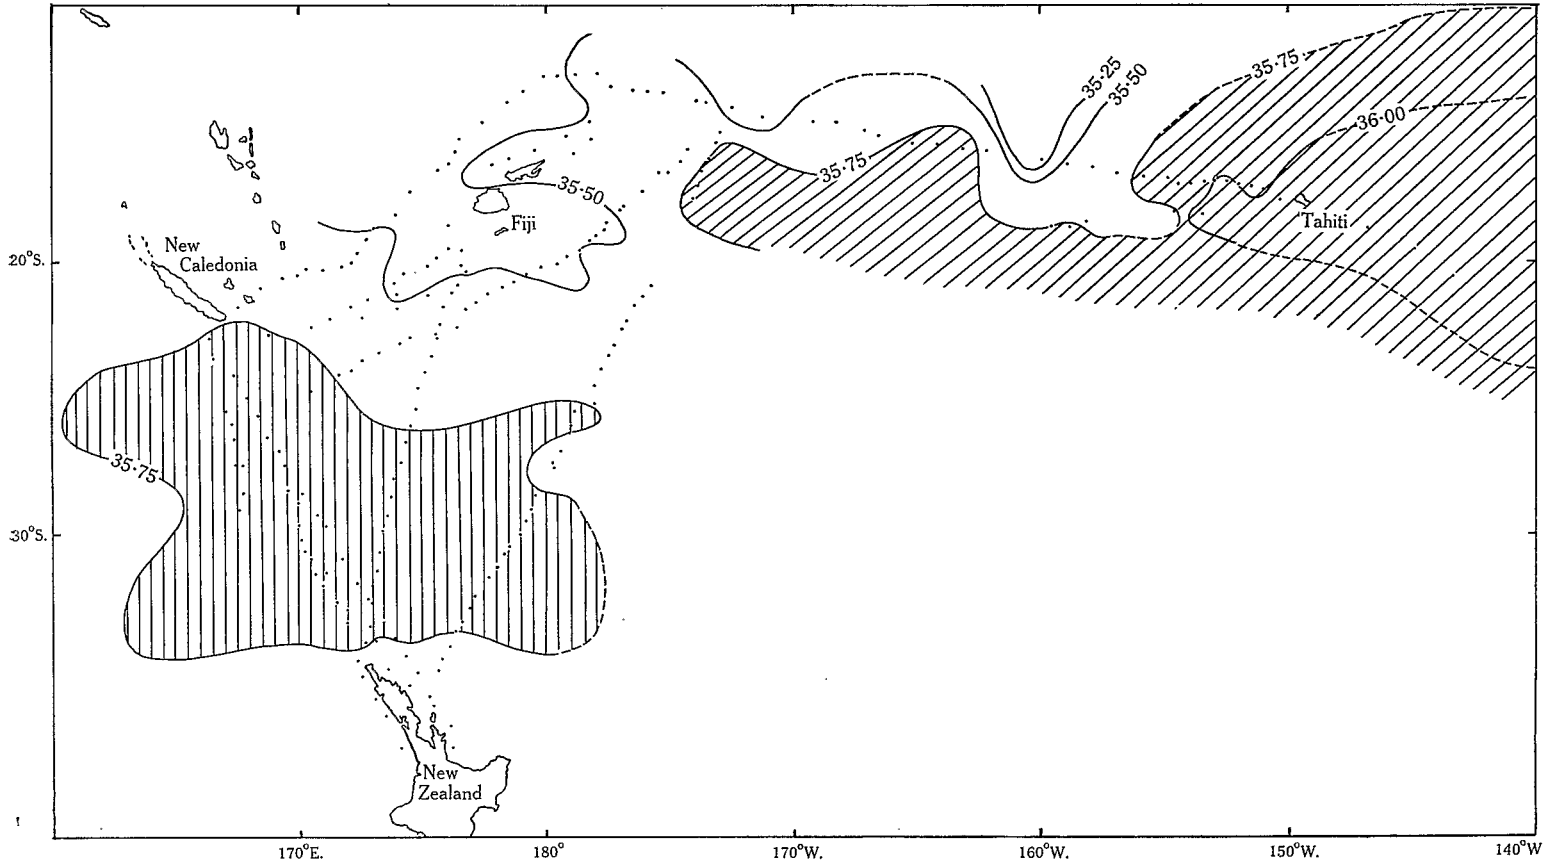 35·25
35·50
35·75
36·00
35·75
35·50
Fiji
Tahiti
New
Caledonia
20°S.
35·75
30°S.
New
Zealand
170°E.
180°
170°W.
160°W.
150°W.
140°W